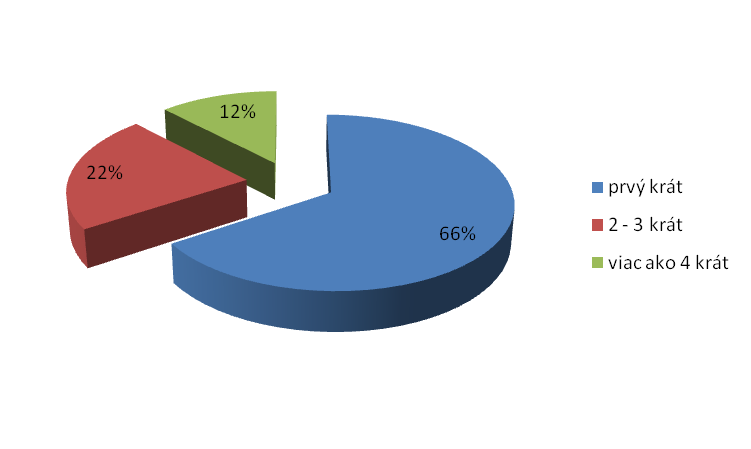 12%
22%
66%
prvý krát
2 - 3 krát
viac ako 4 krát